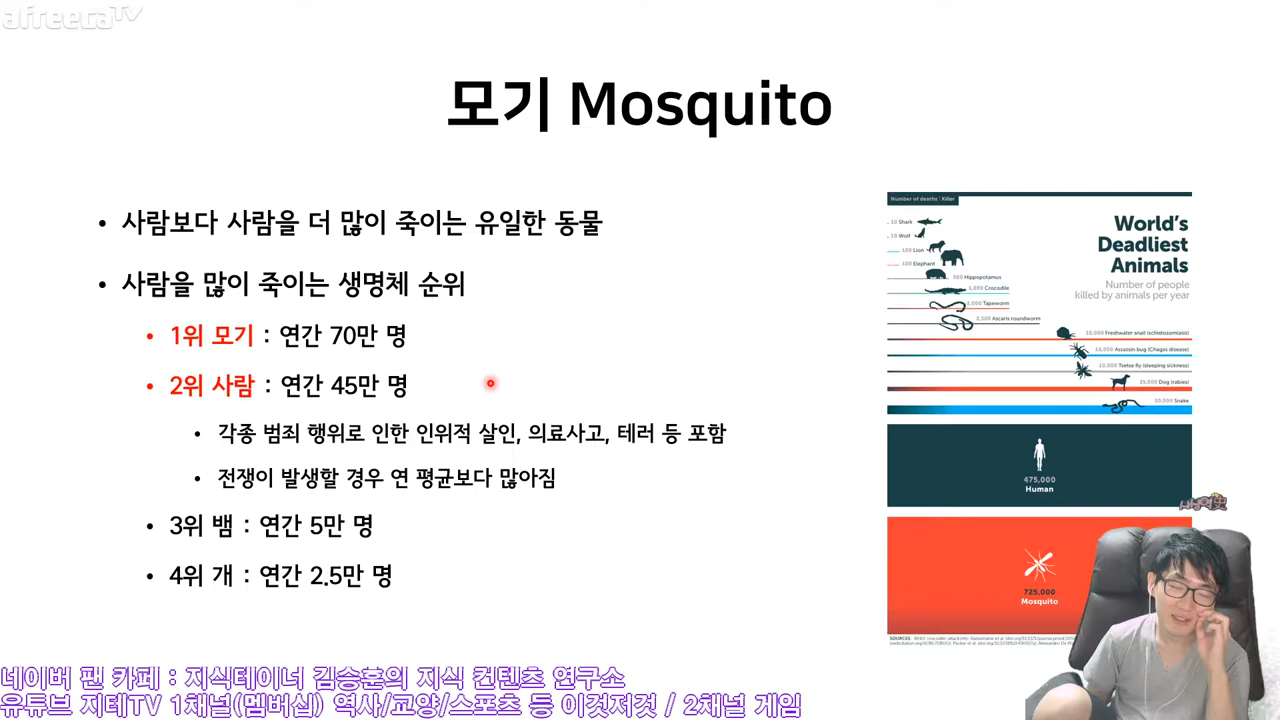 afreecaTV
모기 Mosquito
• 사람보다 사람을 더 많이 죽이는 유일한 동물
• 사람을 많이 죽이는 생명체 순위
• 1위 모기 : 연간 70만 명
• 2위 사람 : 연간 45만 명
• 각종 범죄 행위로 인한 인위적 살인, 의료사고, 테러 등 포함
• 전쟁이 발생할 경우 연 평균보다 많아짐
• 3위 뱀 : 연간 5만 명
• 4위 개 : 연간 2.5만 명
Number of deaths | Killer
World's
Deadliest
Animals
Number of people
killed by animals per year
10 Shark
10 Wolf
100 Lion
100 Elephant
500 Hippopotamus
1,000 Crocodile
2,000 Tapeworm
2,500 Ascaris roundworm
10,000 Freshwater snail (schistosomiasis)
10,000 Assassin bug (Chagas disease)
10,000 Tsetse fly (sleeping sickness)
25,000 Dog (rabies)
50,000 Snake
475,000
Human
725,000
Mosquito
SOURCES: WHO;
네이버 팬 카페 : 지식테이너 김승훈의 지식 컨텐츠 연구소
유튜브 지테TV 1채널(멤버십) 역사/교양/스포츠 등 이것저것 / 2채널 게임